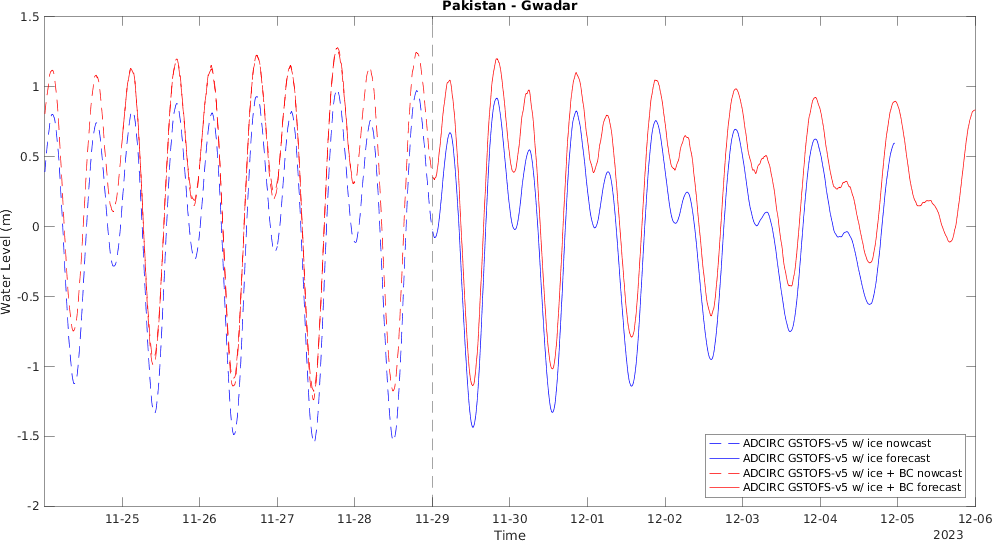 Pakistan - Gwadar
1.5
1
0.5
0
-0.5
-1
-1.5
-2
Water Level (m)
11-25 11-26 11-27 11-28 11-29 11-30 12-01 12-02 12-03 12-04 12-05 12-06
Time
2023
ADCIRC GSTOFS-v5 w/ ice nowcast
ADCIRC GSTOFS-v5 w/ ice forecast
ADCIRC GSTOFS-v5 w/ ice + BC nowcast
ADCIRC GSTOFS-v5 w/ ice + BC forecast